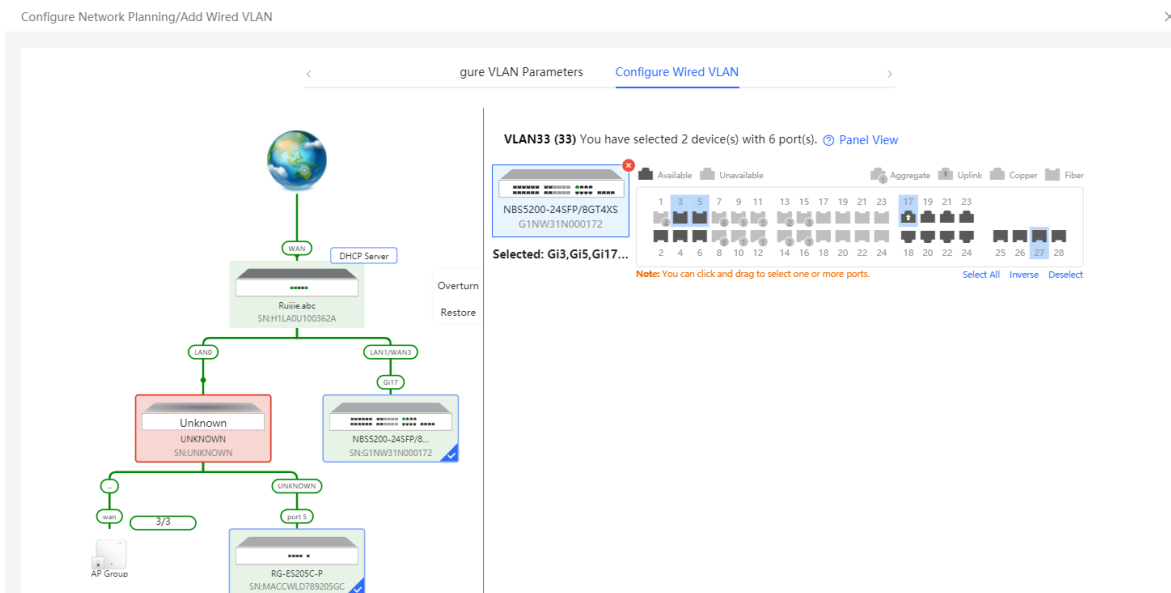 Configure Network Planning/Add Wired VLAN
gure VLAN Parameters
Configure Wired VLAN
WAN
DHCP Server
Ruijie.abc
SN:H1LA0U100362A
Overturn
Restore
LAN0
LAN1/WAN3
Gi17
Unknown
UNKNOWN
SN:UNKNOWN
NBS5200-24SFP/8...
SN:G1NW31N000172
...
UNKNOWN
wan
3/3
port 5
AP Group
RG-ES205C-P
SN:MACCWLD789205GC
VLAN33 (33) You have selected 2 device(s) with 6 port(s). Panel View
NBS5200-24SFP/8GT4XS
G1NW31N000172
Selected: Gi3,Gi5,Gi17...
Available Unavailable Aggregate Uplink Copper Fiber
1 3 5 7 9 11 13 15 17 19 21 23 17 19 21 23
2 4 6 8 10 12 14 16 18 20 22 24 18 20 22 24 25 26 27 28
Note: You can click and drag to select one or more ports.
Select All Inverse Deselect